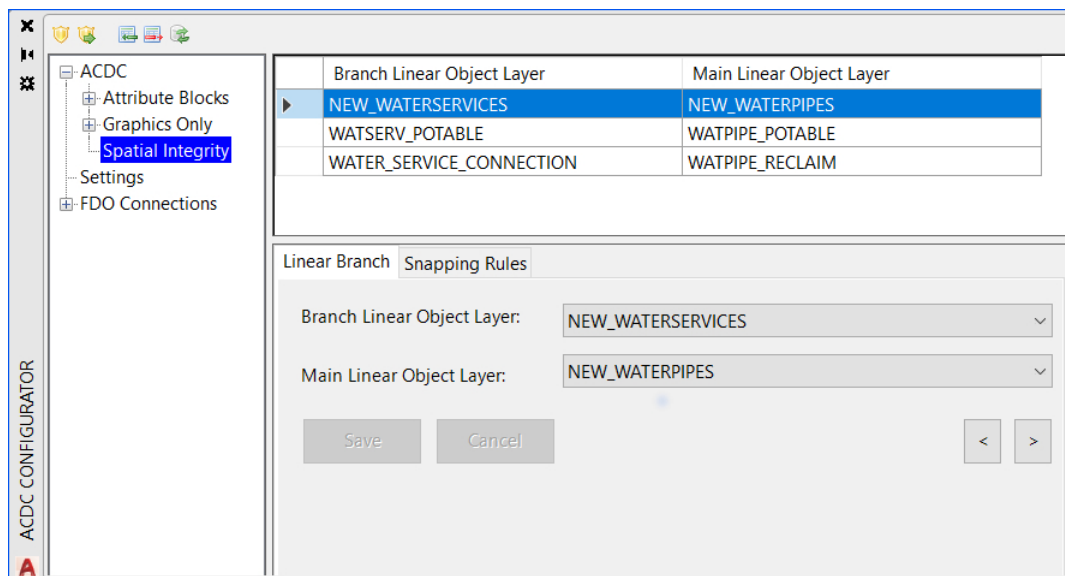 ACDC
Attribute Blocks
Graphics Only
Spatial Integrity
Settings
FDO Connections
Branch Linear Object Layer Main Linear Object Layer
NEW_WATERSERVICES NEW_WATERPIPES
WATSERV_POTABLE WATPIPE_POTABLE
WATER_SERVICE_CONNECTION WATPIPE_RECLAIM
Linear Branch Snapping Rules
Branch Linear Object Layer: NEW_WATERSERVICES
Main Linear Object Layer: NEW_WATERPIPES
Save Cancel < >
ACDC CONFIGURATOR
A